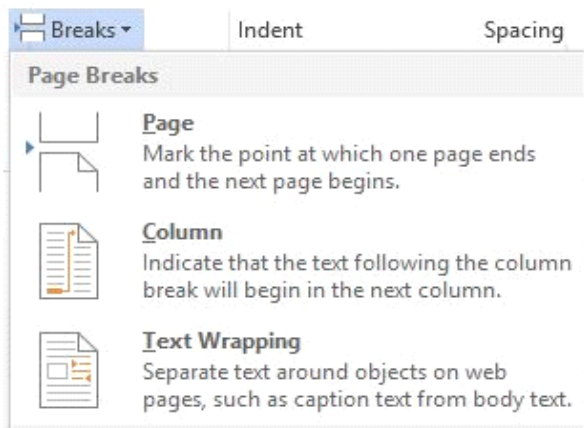 Breaks Indent Spacing
Page Breaks
Page
Mark the point at which one page ends
and the next page begins.
Column
Indicate that the text following the column
break will begin in the next column.
Text Wrapping
Separate text around objects on web
pages, such as caption text from body text.